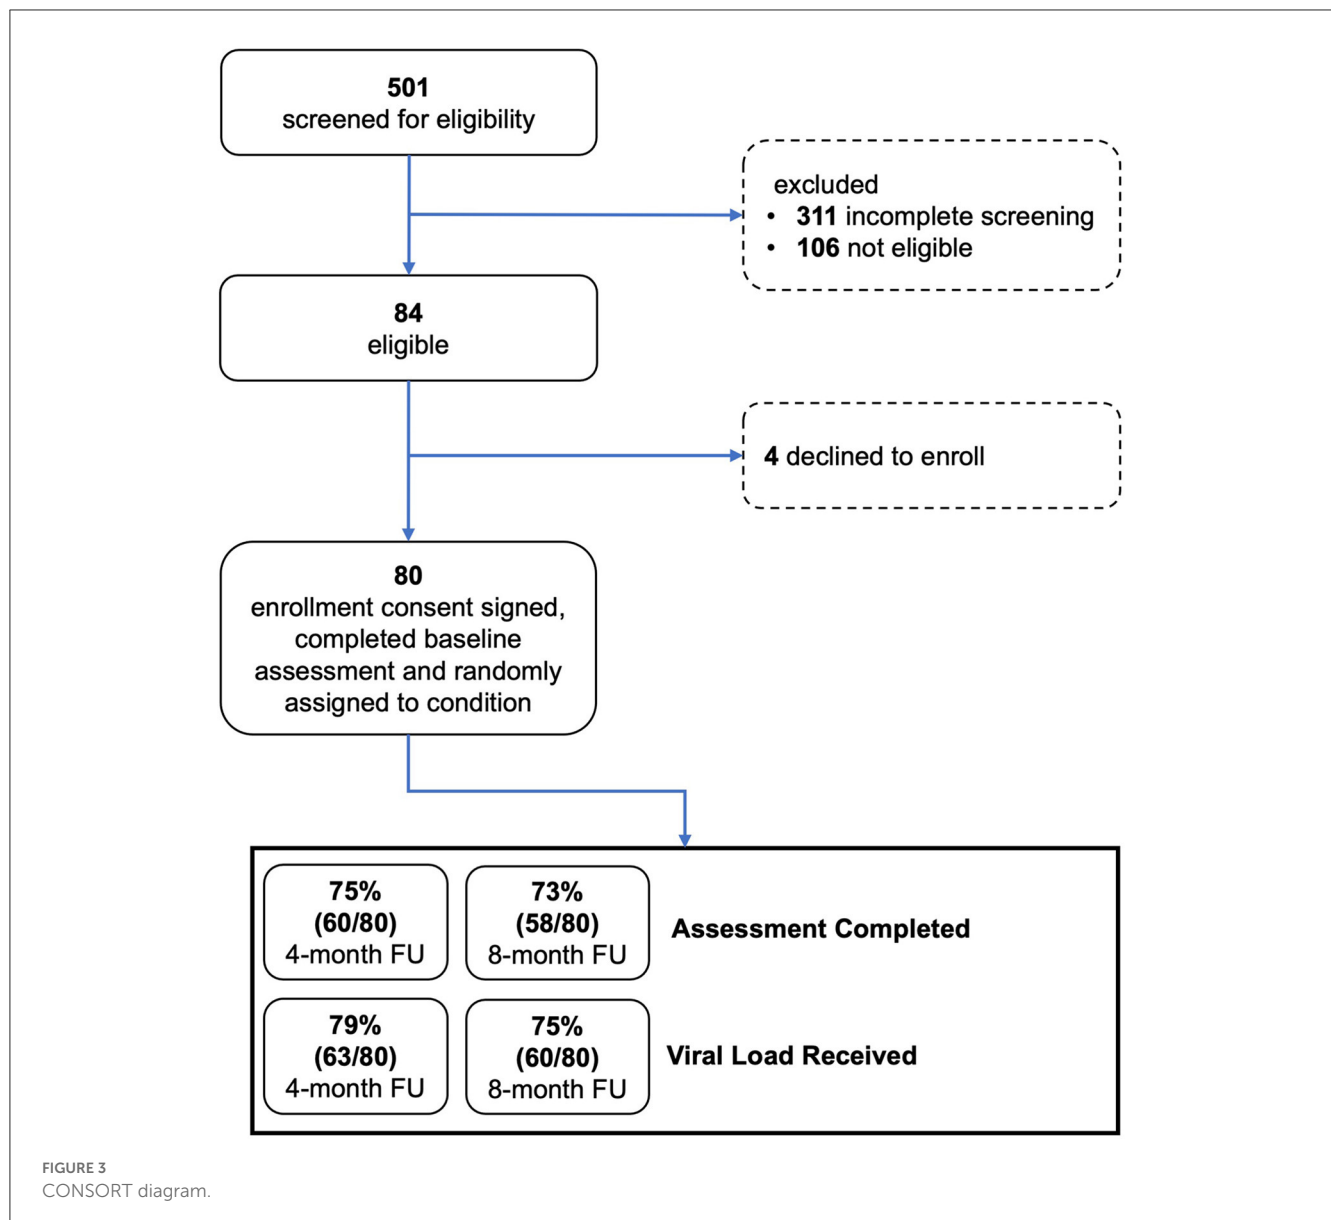 501
screened for eligibility
excluded
• 311 incomplete screening
• 106 not eligible
84
eligible
4 declined to enroll
80
enrollment consent signed,
completed baseline
assessment and randomly
assigned to condition
75%
(60/80)
4-month FU
73%
(58/80)
8-month FU
Assessment Completed
79%
(63/80)
4-month FU
75%
(60/80)
8-month FU
Viral Load Received
FIGURE 3
CONSORT diagram.